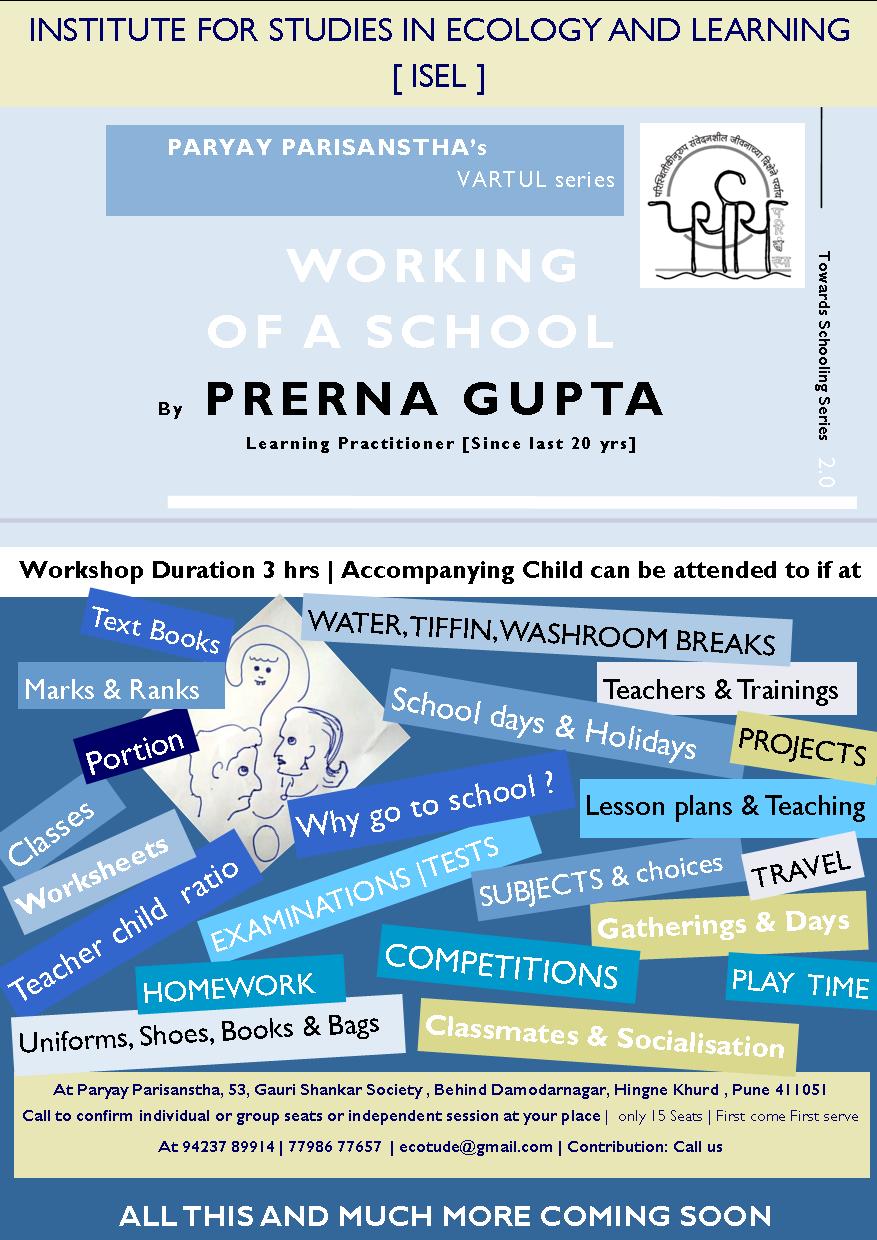 INSTITUTE FOR STUDIES IN ECOLOGY AND LEARNING
[ ISEL ]
PARYAY PARISANSTHA's
VARTUL series
परिस्थितीकीनुरुप संवेदनशील जीवनाच्या दिशेने पर्याय
WORKING
OF A SCHOOL
By PRERNA GUPTA
Learning Practitioner [Since last 20 yrs]
Towards Schooling Series 2.0
Workshop Duration 3 hrs | Accompanying Child can be attended to if at
Text Books
WATER,TIFFIN,WASHROOM BREAKS
Marks & Ranks
Teachers & Trainings
School days & Holidays
Portion
PROJECTS
Why go to school ?
Lesson plans & Teaching
Classes
Worksheets
EXAMINATIONS |TESTS
SUBJECTS & choices
TRAVEL
Teacher child ratio
Gatherings & Days
HOMEWORK
COMPETITIONS
PLAY TIME
Uniforms, Shoes, Books & Bags
Classmates & Socialisation
At Paryay Parisanstha, 53, Gauri Shankar Society , Behind Damodarnagar, Hingne Khurd , Pune 411051
Call to confirm individual or group seats or independent session at your place | only 15 Seats | First come First serve
At 94237 89914 | 77986 77657 | ecotude@gmail.com | Contribution: Call us
ALL THIS AND MUCH MORE COMING SOON